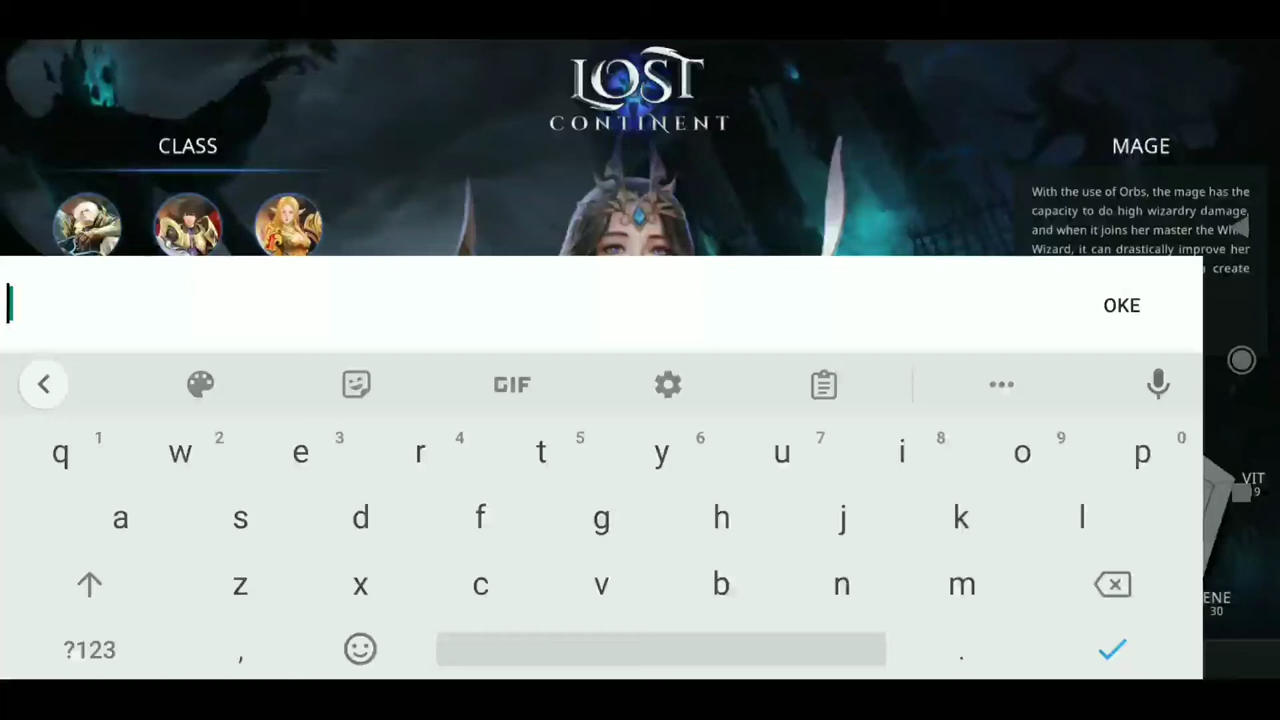 LOST
CONTINENT
CLASS
MAGE
With the use of Orbs, the mage has the
capacity to do high wizardry damage,
and when it joins her master the
Wizard, it can drastically improve her
create
OKE
GIF
q 1 w 2 e 3 r 4 t 5 y 6 u 7 i 8 o 9 p 0
a s d f g h j k l
z x c v b n m
?123 , .
VIT
9
ENE
30